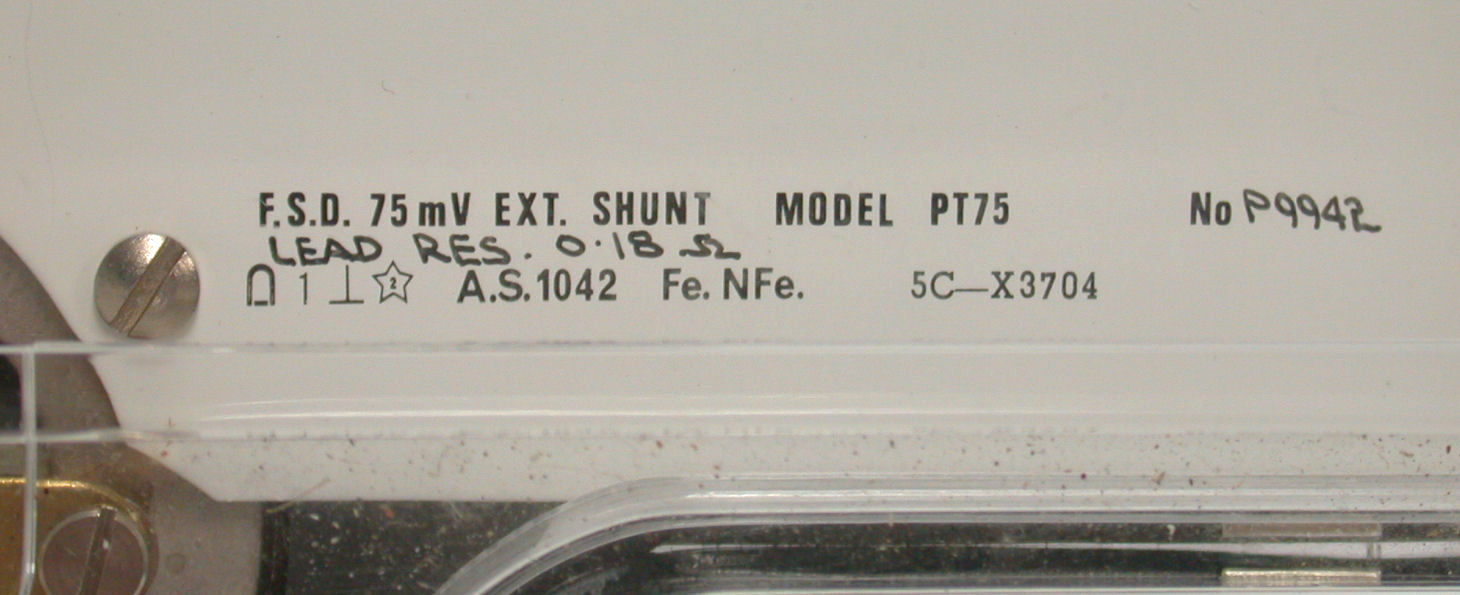 F.S.D. 75mV EXT. SHUNT MODEL PT75 No P9942
LEAD RES. 0·18 Ω
1 ⊥ 2 A.S.1042 Fe. NFe. 5C—X3704